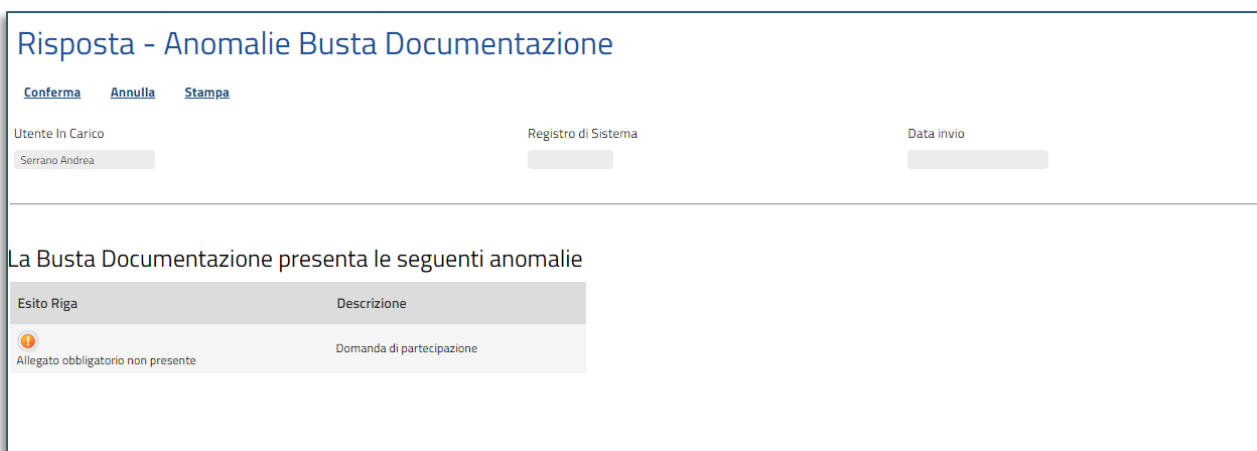 Risposta - Anomalie Busta Documentazione
Conferma Annulla Stampa
Utente In Carico Registro di Sistema Data invio
Serrano Andrea
La Busta Documentazione presenta le seguenti anomalie
Esito Riga Descrizione
Allegato obbligatorio non presente Domanda di partecipazione